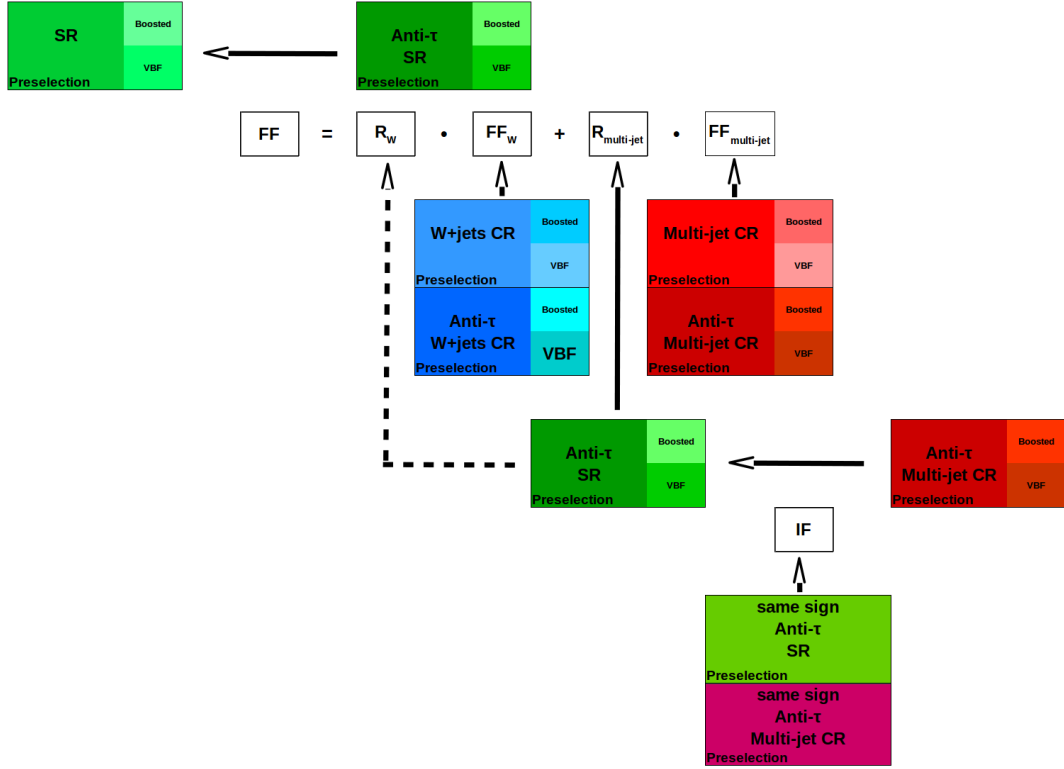 SR
Boosted
VBF
Preselection
Anti-τ
SR
Boosted
VBF
Preselection
FF = R_W • FF_W + R_multi-jet • FF_multi-jet
W+jets CR
Boosted
VBF
Preselection
Anti-τ
W+jets CR
Boosted
VBF
Preselection
Multi-jet CR
Boosted
VBF
Preselection
Anti-τ
Multi-jet CR
Boosted
VBF
Preselection
Anti-τ
SR
Boosted
VBF
Preselection
Anti-τ
Multi-jet CR
Boosted
VBF
Preselection
IF
same sign
Anti-τ
SR
Preselection
same sign
Anti-τ
Multi-jet CR
Preselection